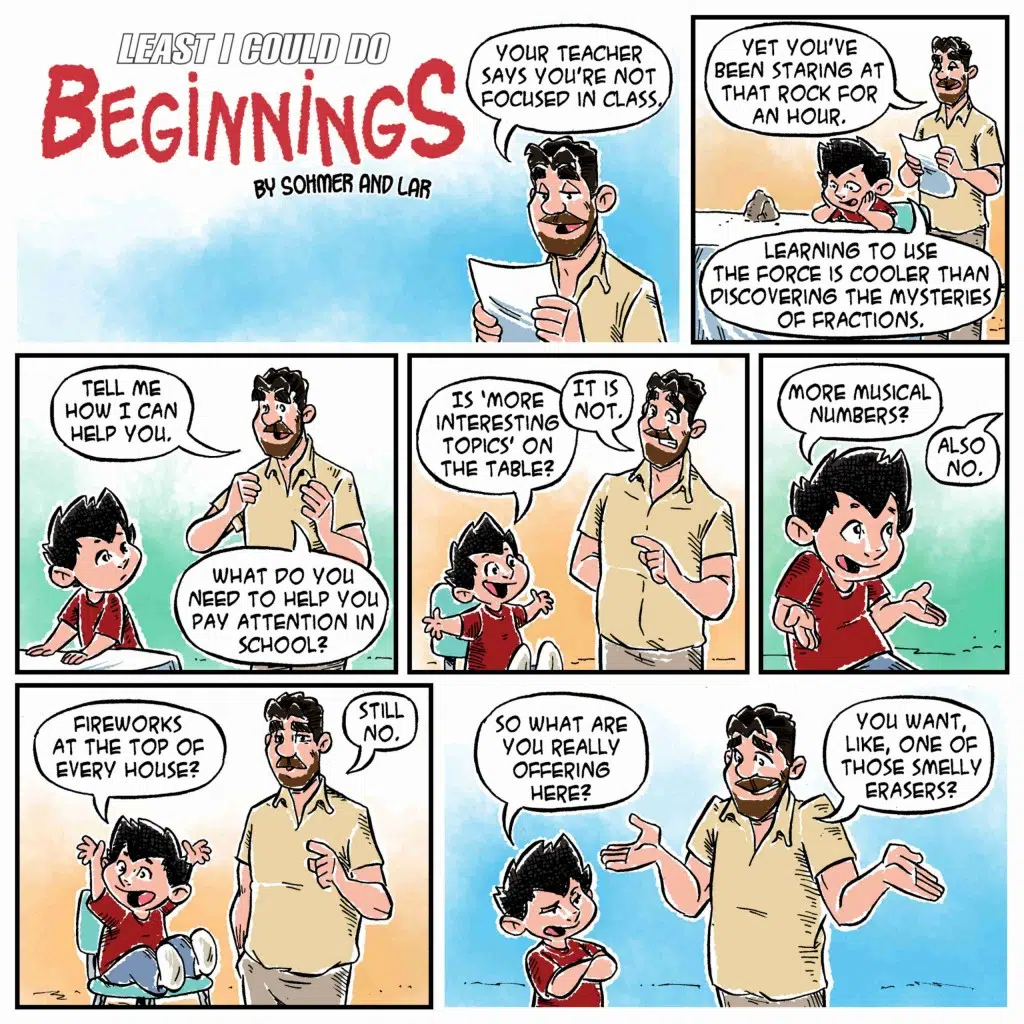 LEAST I COULD DO
BEGINNINGS
BY SOHMER AND LAR
YOUR TEACHER
SAYS YOU'RE NOT
FOCUSED IN CLASS.
YET YOU'VE
BEEN STARING AT
THAT ROCK FOR
AN HOUR.
LEARNING TO USE
THE FORCE IS COOLER THAN
DISCOVERING THE MYSTERIES
OF FRACTIONS.
TELL ME
HOW I CAN
HELP YOU.
WHAT DO YOU
NEED TO HELP YOU
PAY ATTENTION IN
SCHOOL?
IS 'MORE
INTERESTING
TOPICS' ON
THE TABLE?
IT IS
NOT.
MORE MUSICAL
NUMBERS?
ALSO
NO.
FIREWORKS
AT THE TOP OF
EVERY HOUSE?
STILL
NO.
SO WHAT ARE
YOU REALLY
OFFERING
HERE?
YOU WANT,
LIKE, ONE OF
THOSE SMELLY
ERASERS?